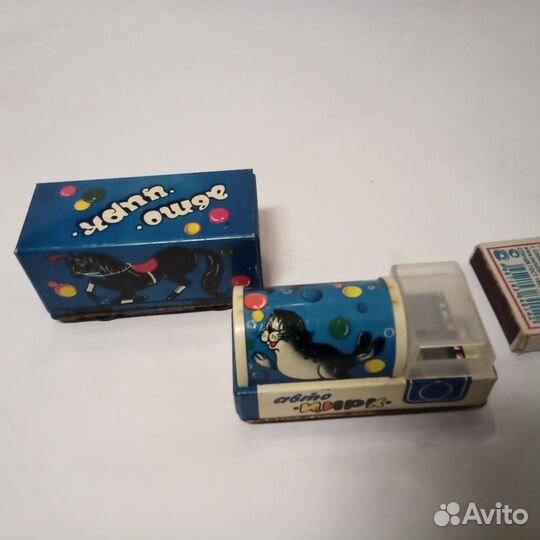 авто
цирк.
авто
·цирк·
Avito